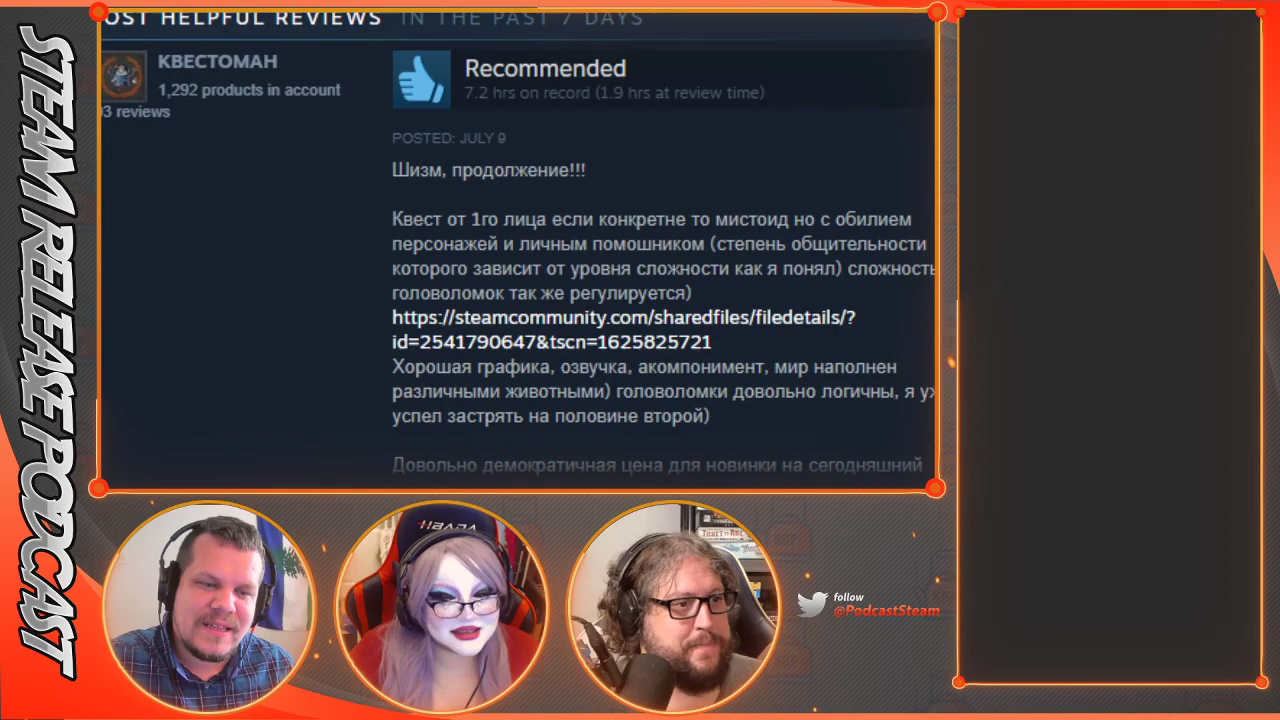 OST HELPFUL REVIEWS IN THE PAST 7 DAYS
КВЕСТОМАН
1,292 products in account
3 reviews
Recommended
7.2 hrs on record (1.9 hrs at review time)
POSTED: JULY 9
Шизм, продолжение!!!
Квест от 1го лица если конкретне то мистоид но с обилием
персонажей и личным помошником (степень общительности
которого зависит от уровня сложности как я понял) сложность
головоломок так же регулируется)
https://steamcommunity.com/sharedfiles/filedetails/?
id=2541790647&tscn=1625825721
Хорошая графика, озвучка, акомпонимент, мир наполнен
различными животными) головоломки довольно логичны, я уж
успел застрять на половине второй)
Довольно демократичная цена для новинки на сегодняшний
STEAM RELEASE PODCAST
TICKET TO RIDE
follow
@PodcastSteam